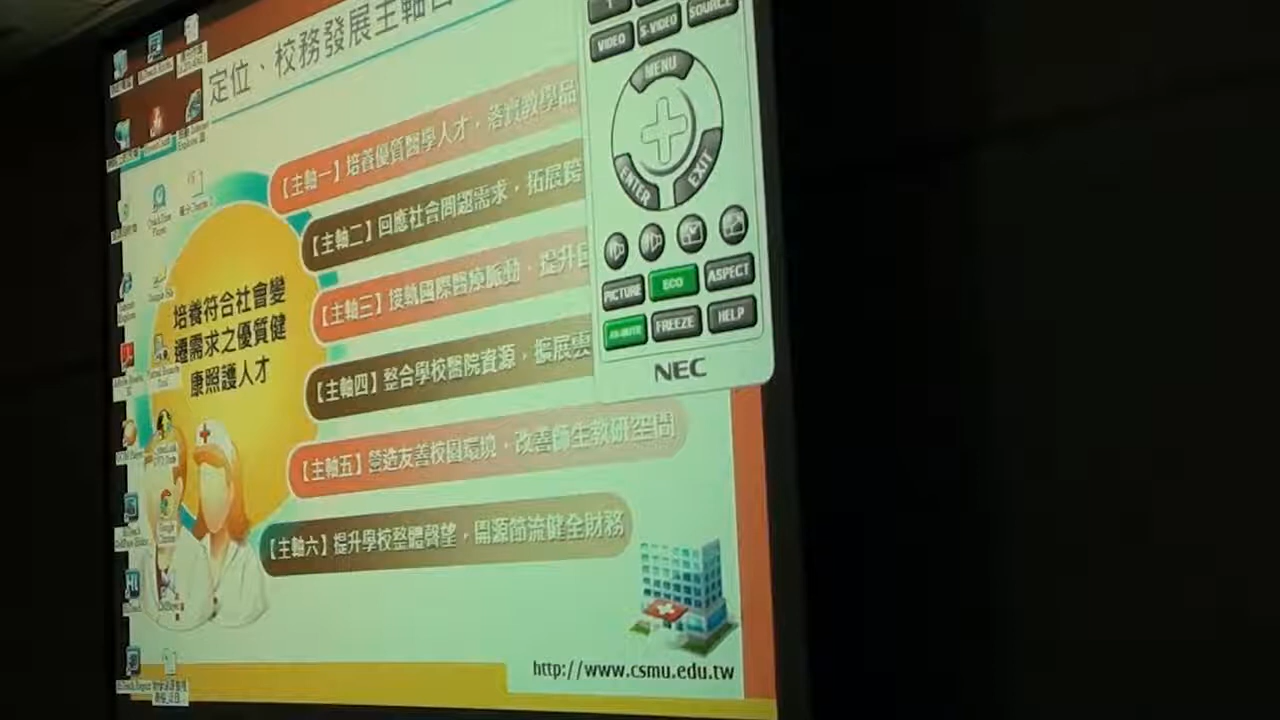 定位、校務發展主軸
VIDEO
S-VIDEO
SOURCE
MENU
ENTER
EXIT
PICTURE
ECO
ASPECT
AV-MUTE
FREEZE
HELP
NEC
培養符合社會變
遷需求之優質健
康照護人才
【主軸一】培養優質醫學人才，落實教學品
【主軸二】回應社會問題需求，拓展跨
【主軸三】接軌國際醫療脈動，提升
【主軸四】整合學校醫院資源，擴展雲
【主軸五】營造友善校園環境，改善師生教研空間
【主軸六】提升學校整體聲望，開源節流健全財務
http://www.csmu.edu.tw